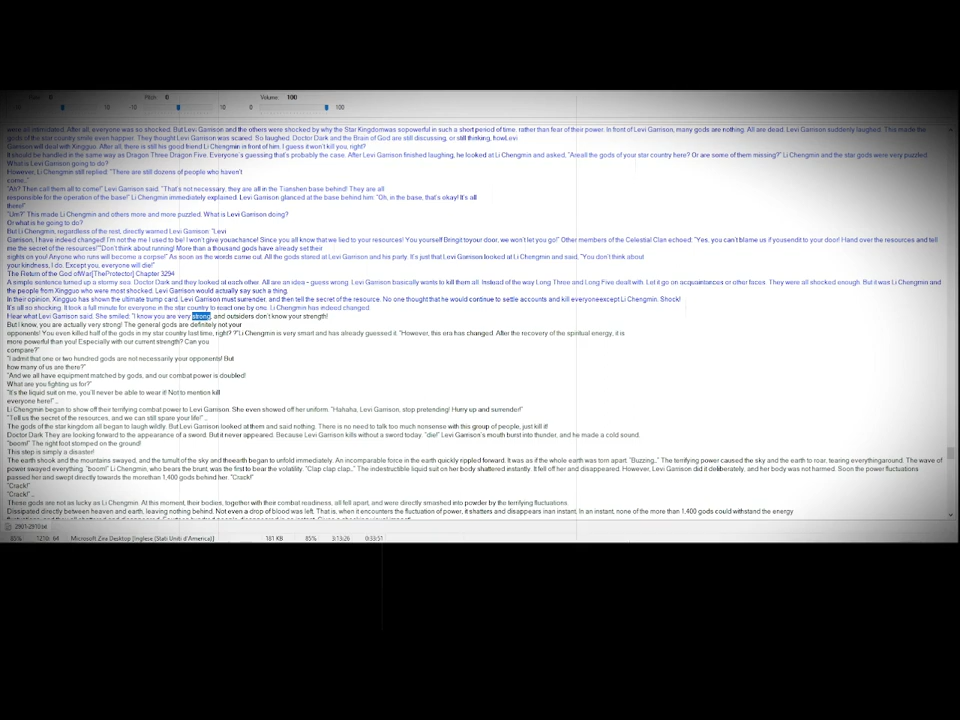 0 Pitch: 0 Volume: 100
10 -10 10 0 100
were all intimidated. After all, everyone was so shocked. But Levi Garrison and the others were shocked by why the Star Kingdomwas sopowerful in such a short period of time. rather than fear of their power. In front of Levi Garrison, many gods are nothing. All are dead. Levi Garrison suddenly laughed. This made the
gods of the star country smile even happier. They thought Levi Garrison was scared. So laughed. Doctor Dark and the Brain of God are still discussing, or still thinking, howLevi
Garrison will deal with Xingguo. After all, there is still his good friend Li Chengmin in front of him, I guess it won't kill you, right?
It should be handled in the same way as Dragon Three Dragon Five. Everyone's guessing that's probably the case. After Levi Garrison finished laughing, he looked at Li Chengmin and asked, "Areall the gods of your star country here? Or are some of them missing?" Li Chengmin and the star gods were very puzzled.
What is Levi Garrison going to do?
However, Li Chengmin still replied: "There are still dozens of people who haven't
come.."
"Ah? Then call them all to come!" Levi Garrison said. "That's not necessary, they are all in the Tianshen base behind! They are all
responsible for the operation of the base!" Li Chengmin immediately explained. Levi Garrison glanced at the base behind him: "Oh, in the base, that's okay! It's all
there!"
"Um?" This made Li Chengmin and others more and more puzzled. What is Levi Garrison doing?
Or what is he going to do?
But Li Chengmin, regardless of the rest, directly warned Levi Garrison: "Levi
Garrison, I have indeed changed! I'm not the me I used to be! I won't give youachance! Since you all know that we lied to your resources! You yourself Bringit toyour door, we won't let you go!" Other members of the Celestial Clan echoed: "Yes, you can't blame us if yousendit to your door! Hand over the resources and tell
me the secret of the resources!""Don't think about running! More than a thousand gods have already set their
sights on you! Anyone who runs will become a corpse!" As soon as the words came out. All the gods stared at Levi Garrison and his party. It's just that Levi Garrison looked at Li Chengmin and said, "You don't think about
your kindness, I do. Except you, everyone will die!"
The Return of the God ofWar[TheProtector] Chapter 3294
A simple sentence turned up a stormy sea. Doctor Dark and they looked at each other. All are an idea - guess wrong. Levi Garrison basically wants to kill them all. Instead of the way Long Three and Long Five dealt with. Let it go on acquaintances or other faces. They were all shocked enough. But it was Li Chengmin and
the people from Xingguo who were most shocked. Levi Garrison would actually say such a thing.
In their opinion, Xingguo has shown the ultimate trump card. Levi Garrison must surrender, and then tell the secret of the resource. No one thought that he would continue to settle accounts and kill everyoneexcept Li Chengmin. Shock!
It's all so shocking. It took a full minute for everyone in the star country to react one by one. Li Chengmin has indeed changed.
Hear what Levi Garrison said. She smiled: "I know you are very strong, and outsiders don't know your strength!
But I know, you are actually very strong! The general gods are definitely not your
opponents! You even killed half of the gods in my star country last time, right? ?"Li Chengmin is very smart and has already guessed it. "However, this era has changed. After the recovery of the spiritual energy, it is
more powerful than you! Especially with our current strength? Can you
compare?"
"I admit that one or two hundred gods are not necessarily your opponents! But
how many of us are there?"
"And we all have equipment matched by gods, and our combat power is doubled!
What are you fighting us for?"
"It's the liquid suit on me, you'll never be able to wear it! Not to mention kill
everyone here!"...
Li Chengmin began to show off their terrifying combat power to Levi Garrison. She even showed off her uniform. "Hahaha, Levi Garrison, stop pretending! Hurry up and surrender!"
"Tell us the secret of the resources, and we can still spare your life!"...
The gods of the star kingdom all began to laugh wildly. But Levi Garrison looked at them and said nothing. There is no need to talk too much nonsense with this group of people, just kill it!
Doctor Dark They are looking forward to the appearance of a sword. But it never appeared. Because Levi Garrison kills without a sword today. "die!" Levi Garrison's mouth burst into thunder, and he made a cold sound.
"boom!" The right foot stomped on the ground!
This step is simply a disaster!
The earth shook and the mountains swayed, and the tumult of the sky and theearth began to unfold immediately. An incomparable force in the earth quickly rippled forward. It was as if the whole earth was torn apart. "Buzzing.." The terrifying power caused the sky and the earth to roar, tearing everythingaround. The wave of
power swayed everything. "boom!" Li Chengmin, who bears the brunt, was the first to bear the volatility. "Clap clap clap.." The indestructible liquid suit on her body shattered instantly. It fell off her and disappeared. However, Levi Garrison did it deliberately, and her body was not harmed. Soon the power fluctuations
passed her and swept directly towards the morethan 1,400 gods behind her. "Crack!"
"Crack!"
"Crack!"..
These gods are not as lucky as Li Chengmin. At this moment, their bodies, together with their combat readiness, all fell apart, and were directly smashed into powder by the terrifying fluctuations.
Dissipated directly between heaven and earth, leaving nothing behind. Not even a drop of blood was left. That is, when it encounters the fluctuation of power, it shatters and disappears inan instant. In an instant, none of the more than 1,400 gods could withstand the energy
2901-2910.txt
85% 1210: 64 Microsoft Zira Desktop [Inglese (Stati Uniti d'America)] 181 KB 85% 3:13:26 0:33:51